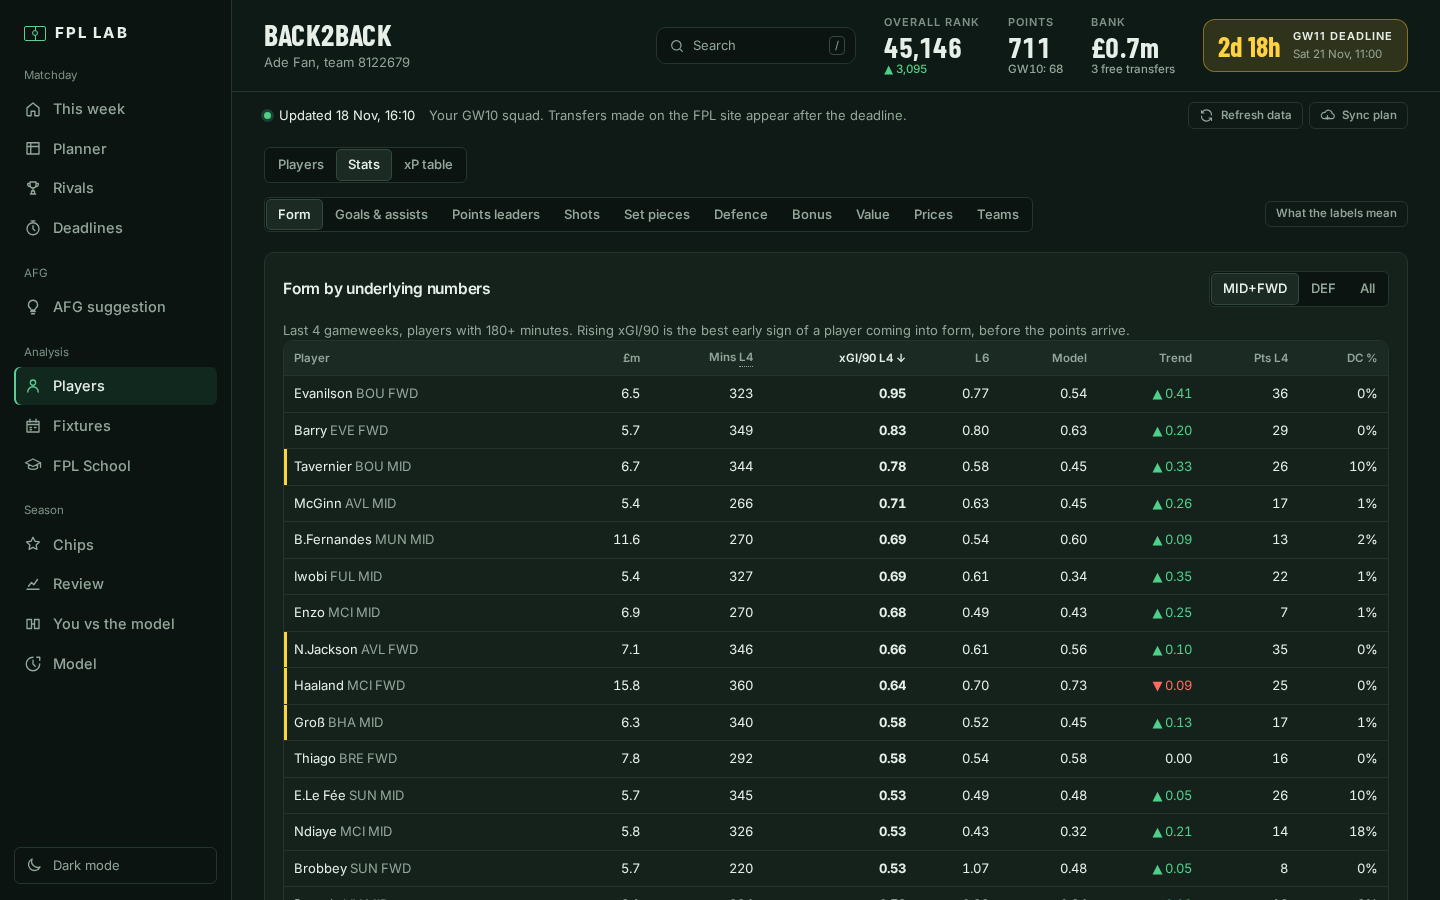 FPL LAB
Matchday
This week
Planner
Rivals
Deadlines
AFG
AFG suggestion
Analysis
Players
Fixtures
FPL School
Season
Chips
Review
You vs the model
Model
Dark mode
BACK2BACK
Ade Fan, team 8122679
Search /
OVERALL RANK
45,146
▲ 3,095
POINTS
711
GW10: 68
BANK
£0.7m
3 free transfers
2d 18h
GW11 DEADLINE
Sat 21 Nov, 11:00
Updated 18 Nov, 16:10 Your GW10 squad. Transfers made on the FPL site appear after the deadline.
Refresh data Sync plan
Players Stats xP table
Form Goals & assists Points leaders Shots Set pieces Defence Bonus Value Prices Teams
What the labels mean
Form by underlying numbers
MID+FWD DEF All
Last 4 gameweeks, players with 180+ minutes. Rising xGI/90 is the best early sign of a player coming into form, before the points arrive.
Player £m Mins L4 xGI/90 L4 ↓ L6 Model Trend Pts L4 DC %
Evanilson BOU FWD 6.5 323 0.95 0.77 0.54 ▲ 0.41 36 0%
Barry EVE FWD 5.7 349 0.83 0.80 0.63 ▲ 0.20 29 0%
Tavernier BOU MID 6.7 344 0.78 0.58 0.45 ▲ 0.33 26 10%
McGinn AVL MID 5.4 266 0.71 0.63 0.45 ▲ 0.26 17 1%
B.Fernandes MUN MID 11.6 270 0.69 0.54 0.60 ▲ 0.09 13 2%
Iwobi FUL MID 5.4 327 0.69 0.61 0.34 ▲ 0.35 22 1%
Enzo MCI MID 6.9 270 0.68 0.49 0.43 ▲ 0.25 7 1%
N.Jackson AVL FWD 7.1 346 0.66 0.61 0.56 ▲ 0.10 35 0%
Haaland MCI FWD 15.8 360 0.64 0.70 0.73 ▼ 0.09 25 0%
Groß BHA MID 6.3 340 0.58 0.52 0.45 ▲ 0.13 17 1%
Thiago BRE FWD 7.8 292 0.58 0.54 0.58 0.00 16 0%
E.Le Fée SUN MID 5.7 345 0.53 0.49 0.48 ▲ 0.05 26 10%
Ndiaye MCI MID 5.8 326 0.53 0.43 0.32 ▲ 0.21 14 18%
Brobbey SUN FWD 5.7 220 0.53 1.07 0.48 ▲ 0.05 8 0%